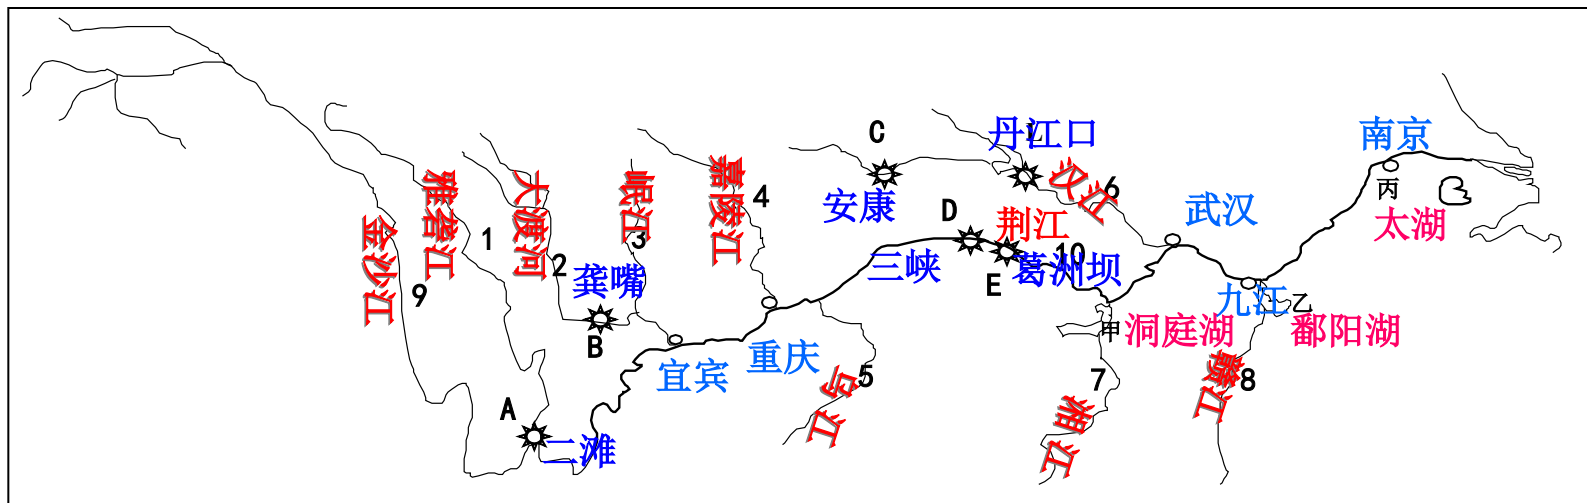 金沙江
9
雅砻江
1
大渡河
2
龚嘴
B
岷江
3
嘉陵江
4
A
二滩
宜宾
重庆
乌江
5
C
安康
D
三峡
丹江口
汉江
6
荆江
10
E
葛洲坝
甲
洞庭湖
7
湘江
武汉
九江
乙
鄱阳湖
赣江
8
南京
丙
太湖